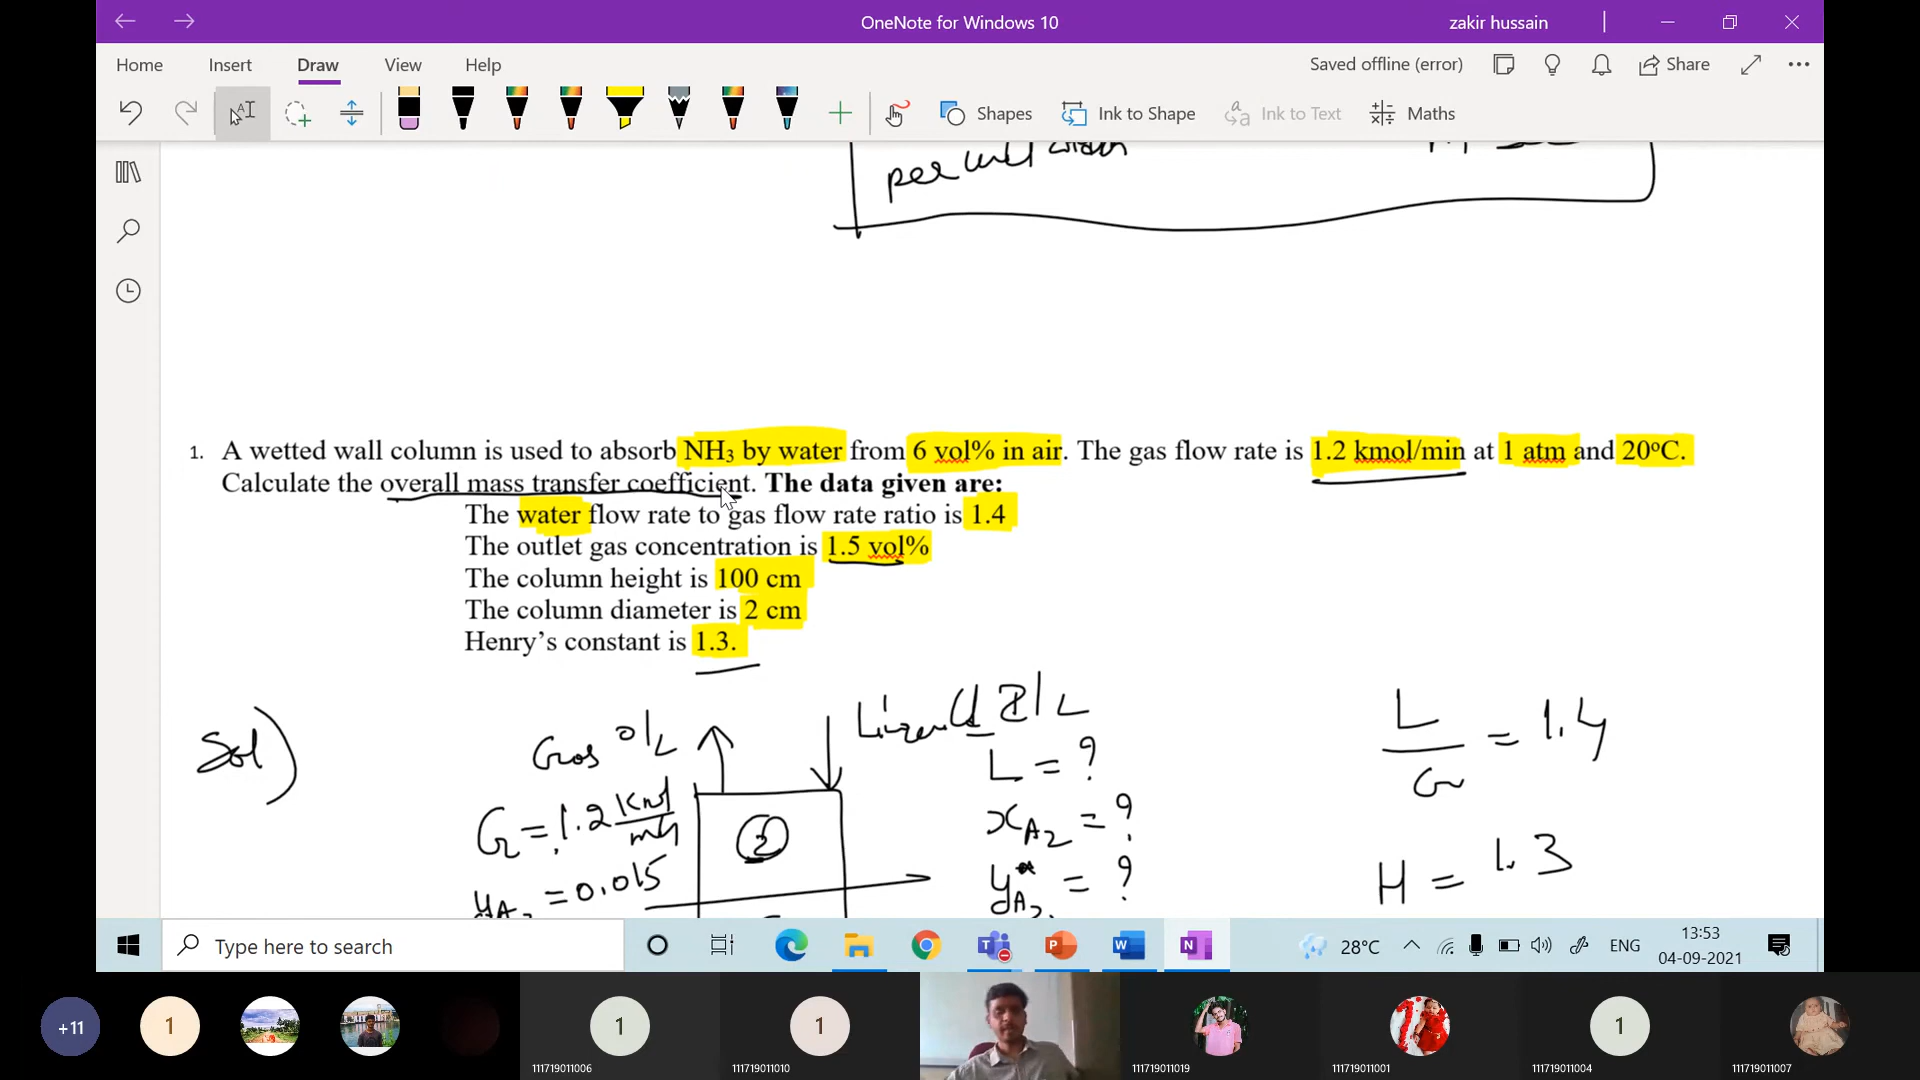 OneNote for Windows 10
zakir hussain
Home Insert Draw View Help
Saved offline (error) Share
Shapes Ink to Shape Ink to Text Maths
per unit
1. A wetted wall column is used to absorb NH3 by water from 6 vol% in air. The gas flow rate is 1.2 kmol/min at 1 atm and 20oC.
Calculate the overall mass transfer coefficient. The data given are:
The water flow rate to gas flow rate ratio is 1.4
The outlet gas concentration is 1.5 vol%
The column height is 100 cm
The column diameter is 2 cm
Henry's constant is 1.3.
Sol)
Gas o/L
G = 1.2 Kmol/min
yA2 = 0.015
2
Liquid I/L
L = ?
xA2 = ?
y*A2 = ?
L/G = 1.4
H = 1.3
Type here to search
28°C
ENG
13:53
04-09-2021
+11
1
1
111719011006
1
111719011010
111719011019
111719011001
1
111719011004
111719011007